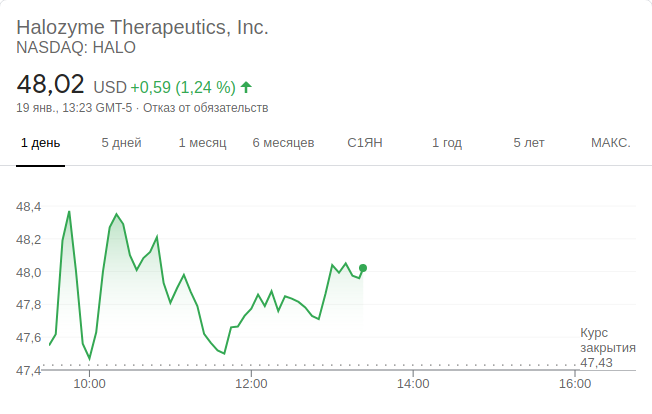 Halozyme Therapeutics, Inc.
NASDAQ: HALO
48,02 USD +0,59 (1,24 %)
19 янв., 13:23 GMT-5 · Отказ от обязательств
1 день 5 дней 1 месяц 6 месяцев С1ЯН 1 год 5 лет МАКС.
48,4
48,2
48,0
47,8
47,6
47,4
Курс
закрытия
47,43
10:00 12:00 14:00 16:00